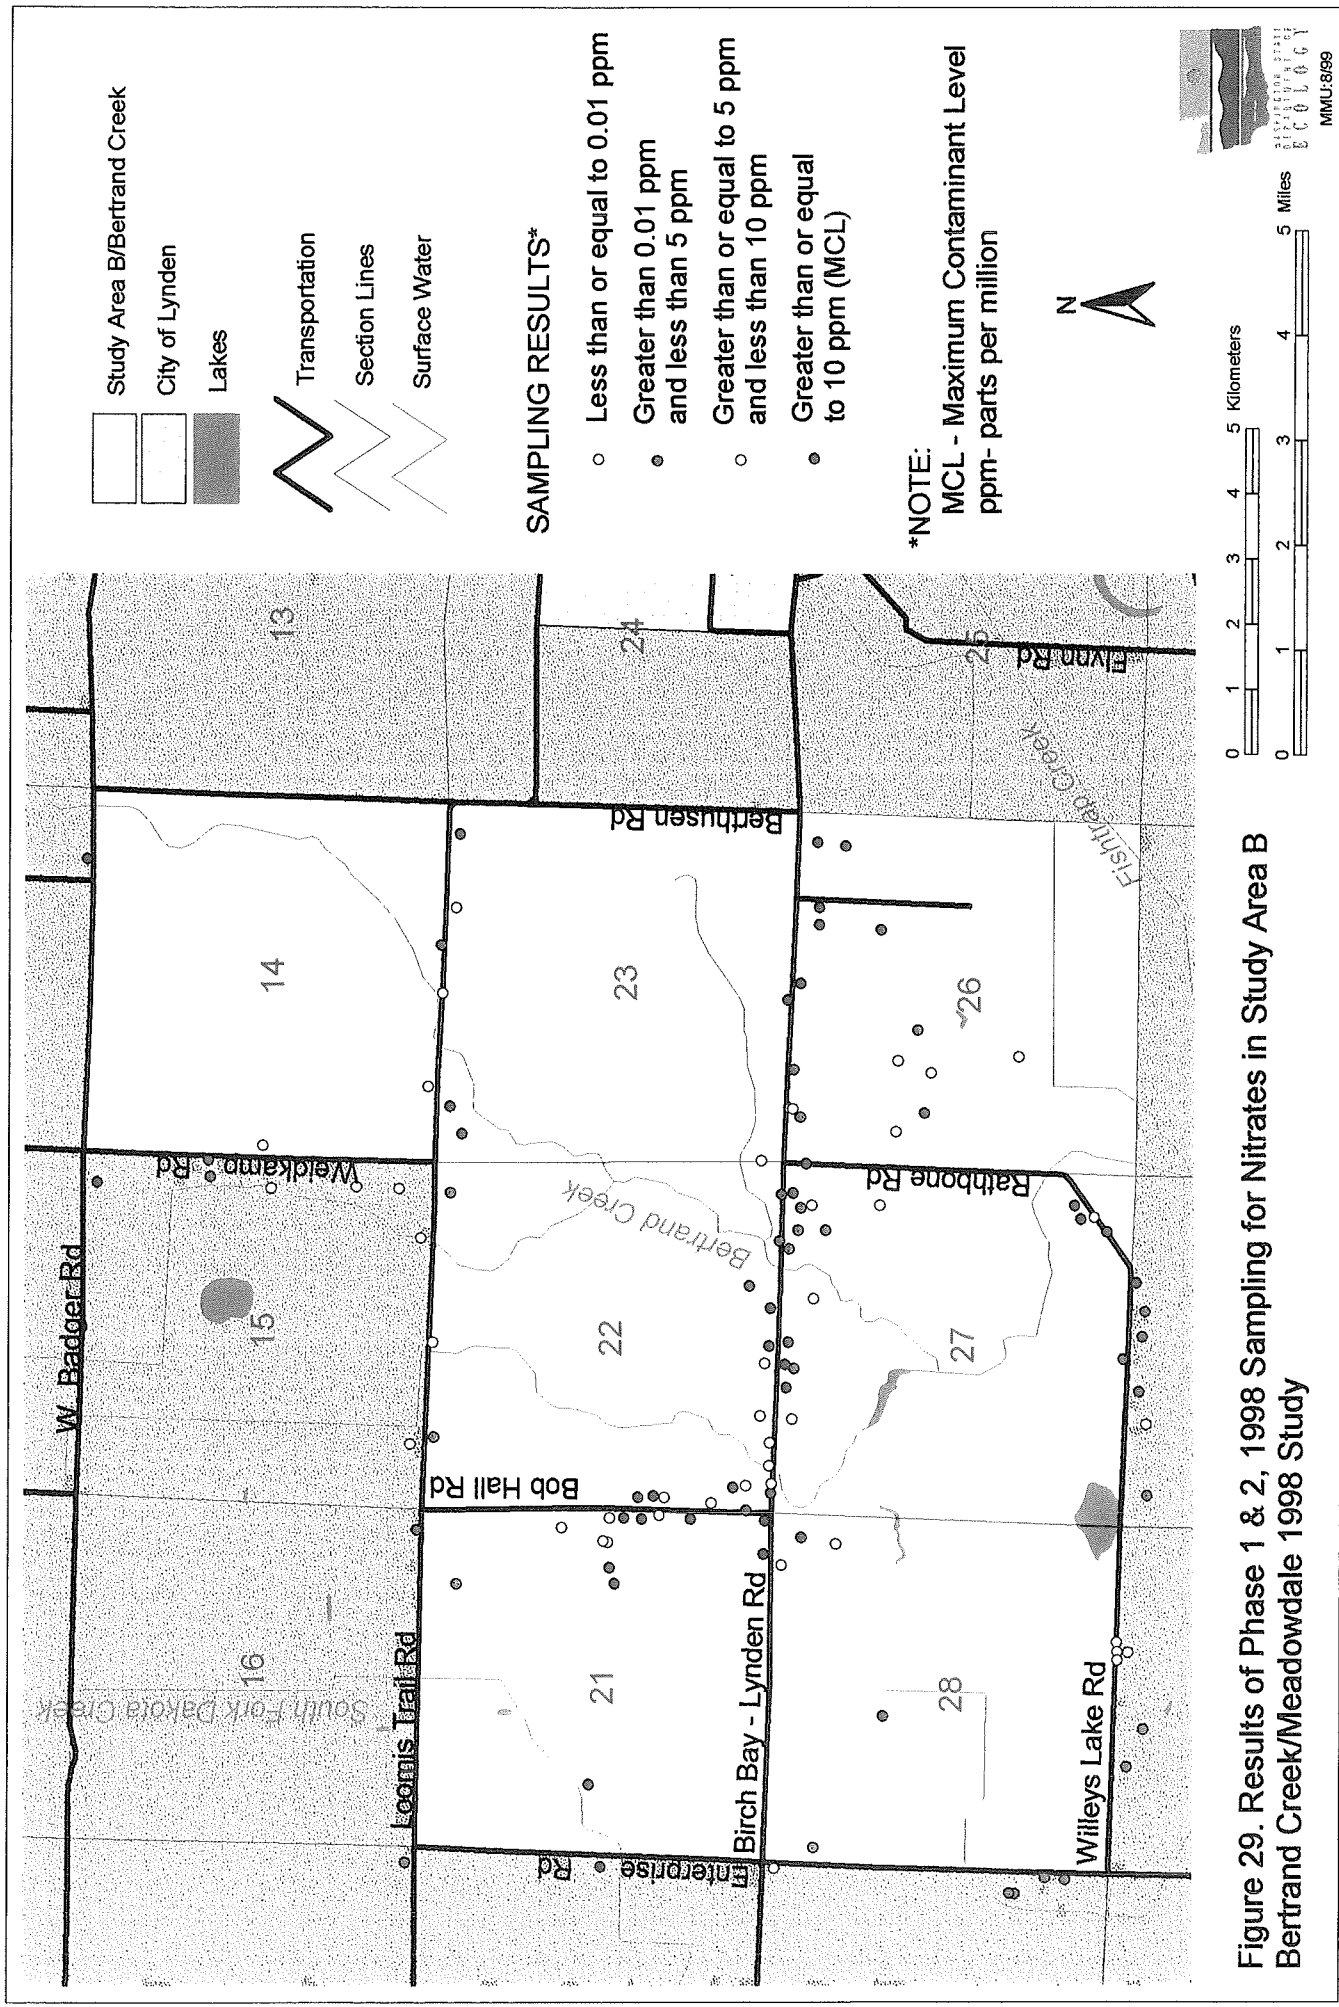 Study Area B/Bertrand Creek
City of Lynden
Lakes
Transportation
Section Lines
Surface Water
SAMPLING RESULTS*
Less than or equal to 0.01 ppm
Greater than 0.01 ppm
and less than 5 ppm
Greater than or equal to 5 ppm
and less than 10 ppm
Greater than or equal
to 10 ppm (MCL)
*NOTE:
MCL - Maximum Contaminant Level
ppm- parts per million
N
0 1 2 3 4 5 Kilometers
0 1 2 3 4 5 Miles
WASHINGTON STATE
DEPARTMENT OF
ECOLOGY
MMU:8/99
W. Badger Rd
Weidkamp Rd
Loomis Trail Rd
South Fork Dakota Creek
Bob Hall Rd
Bertrand Creek
Berthusen Rd
Birch Bay - Lynden Rd
Enterprise Rd
Rathbone Rd
Willeys Lake Rd
Fishtrap Creek
Flynn Rd
16
15
14
13
21
22
23
24
28
27
26
25
Figure 29. Results of Phase 1 & 2, 1998 Sampling for Nitrates in Study Area B
Bertrand Creek/Meadowdale 1998 Study